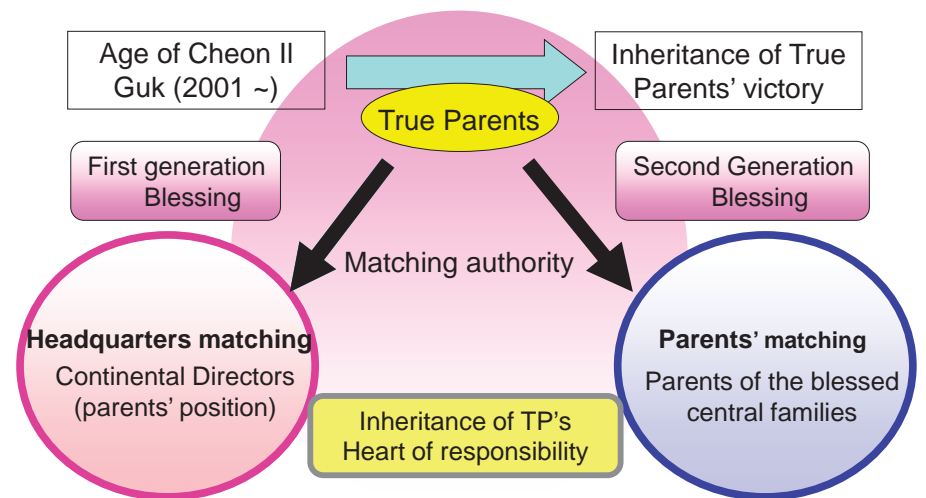 Age of Cheon Il
Guk (2001 ~)
Inheritance of True
Parents' victory
True Parents
First generation
Blessing
Second Generation
Blessing
Matching authority
Headquarters matching
Continental Directors
(parents' position)
Parents' matching
Parents of the blessed
central families
Inheritance of TP's
Heart of responsibility